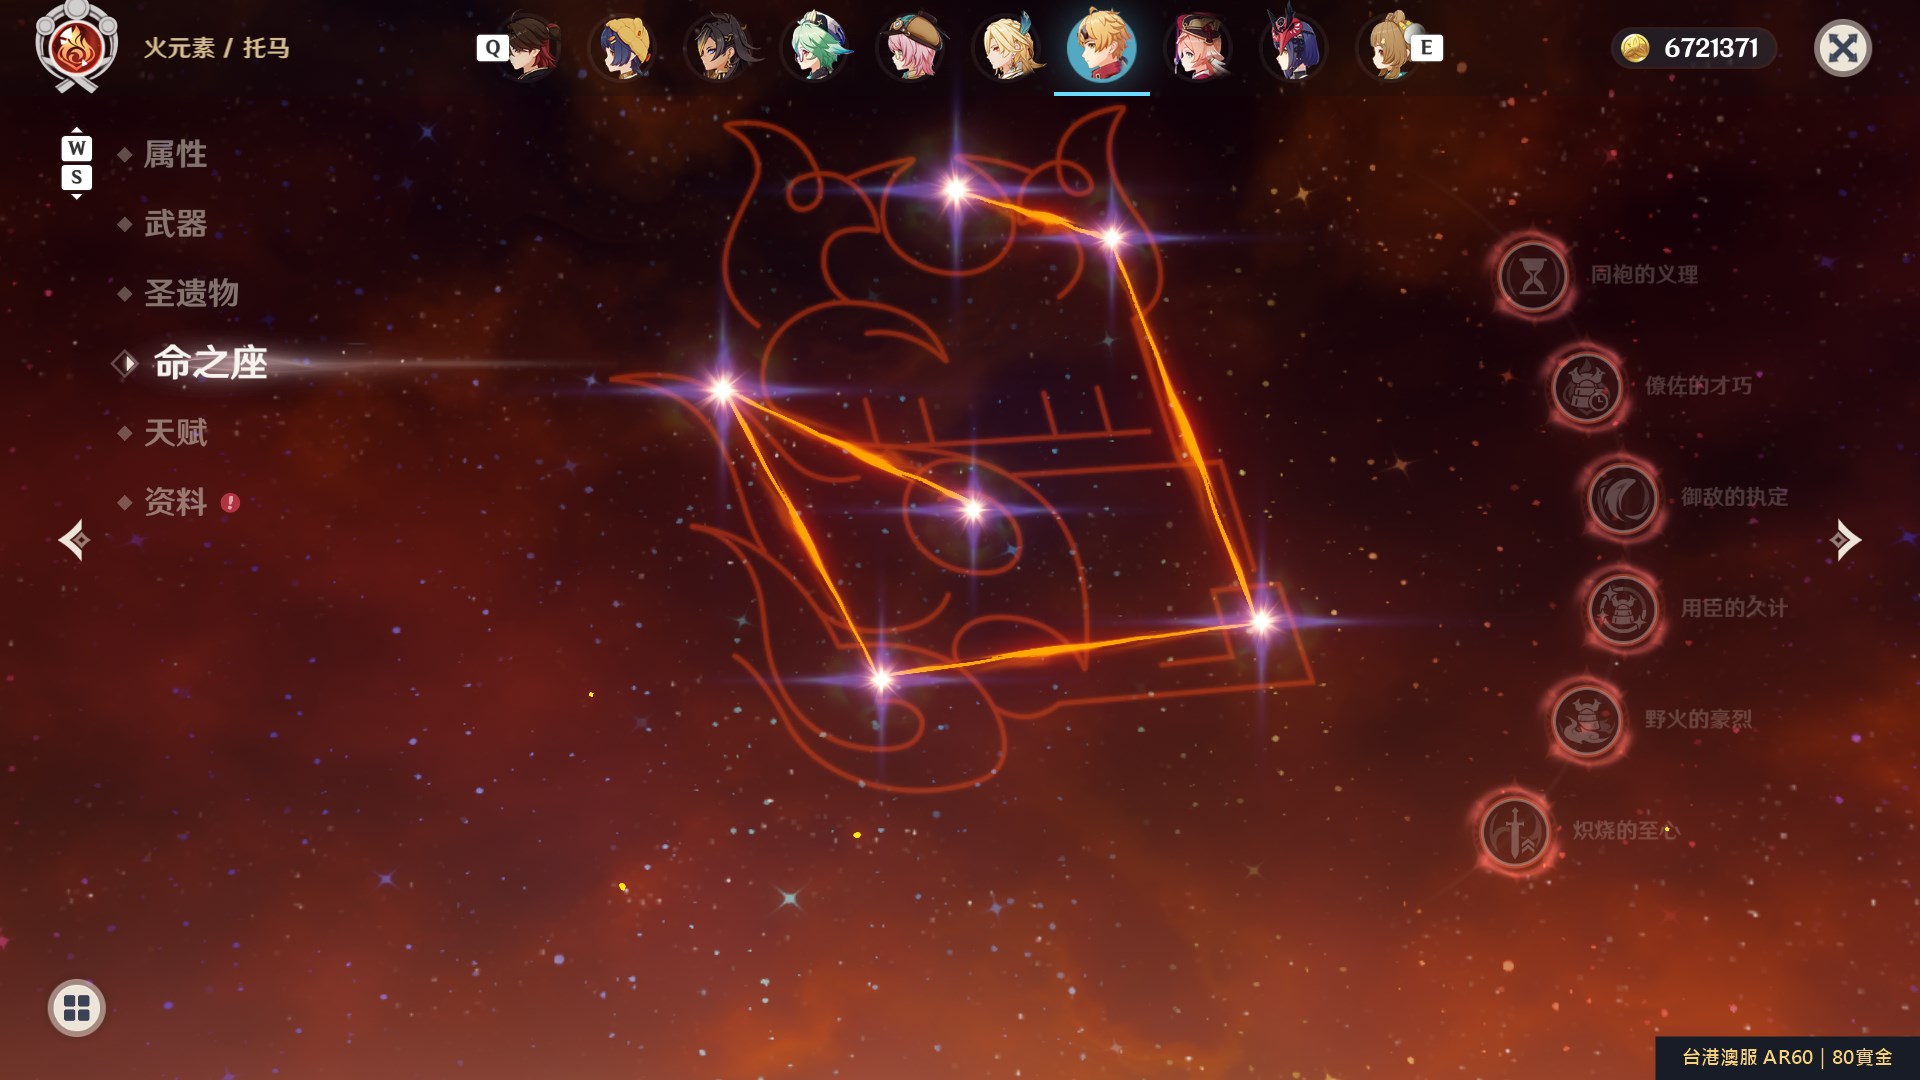 火元素 / 托马
Q
E
6721371
W
S
属性
武器
圣遗物
命之座
天赋
资料
同袍的义理
僚佐的才巧
御敌的执定
用臣的久计
野火的豪烈
炽烧的至心
台港澳服 AR60 | 80實金